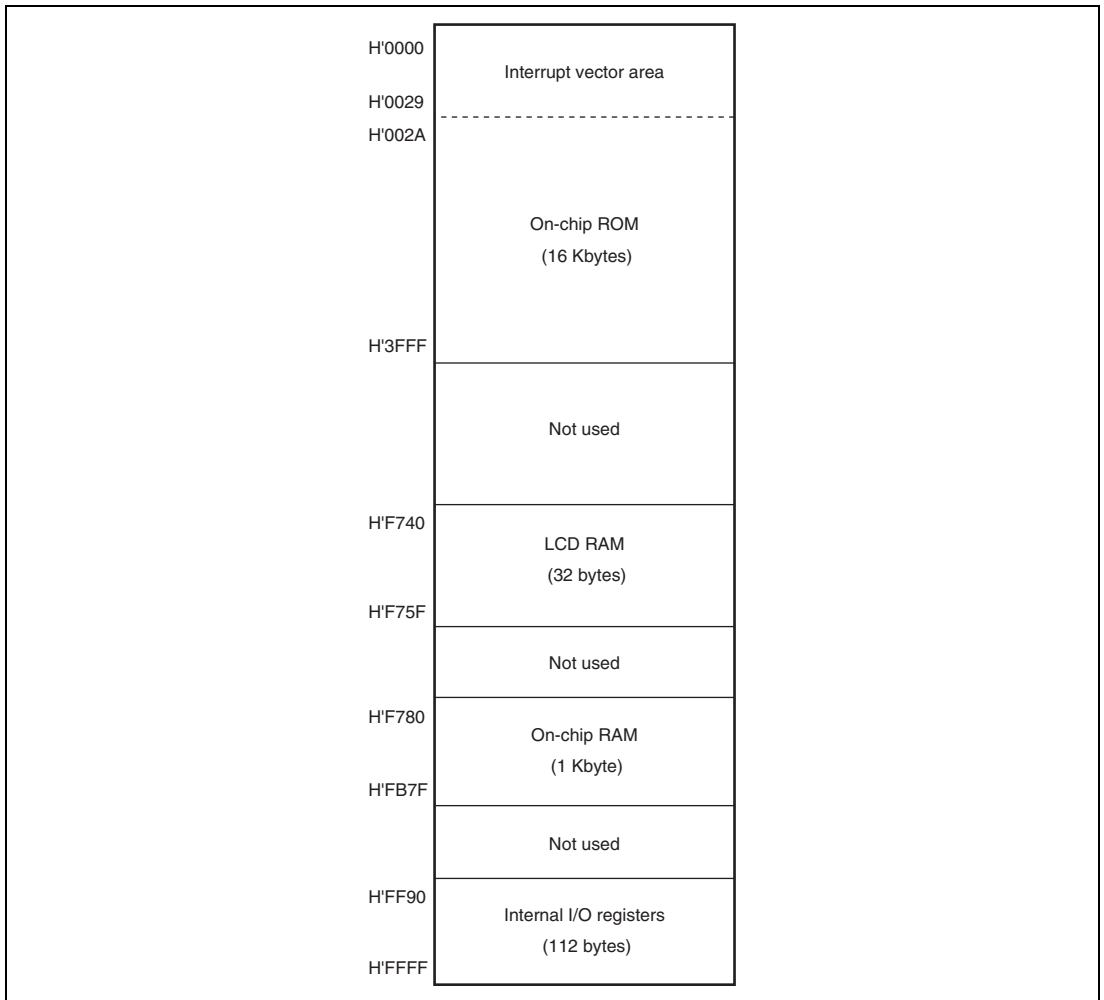 H'0000
Interrupt vector area
H'0029
H'002A
On-chip ROM
(16 Kbytes)
H'3FFF
Not used
H'F740
LCD RAM
(32 bytes)
H'F75F
Not used
H'F780
On-chip RAM
(1 Kbyte)
H'FB7F
Not used
H'FF90
Internal I/O registers
(112 bytes)
H'FFFF